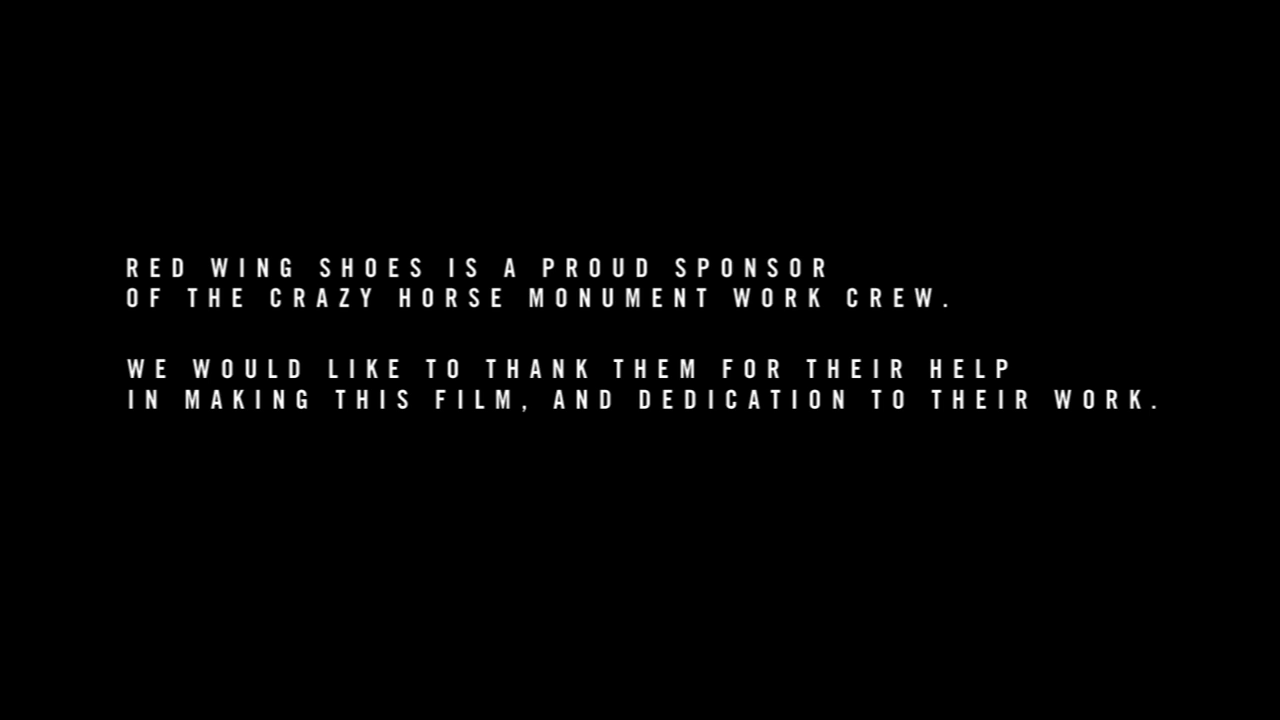 RED WING SHOES IS A PROUD SPONSOR
OF THE CRAZY HORSE MONUMENT WORK CREW.
WE WOULD LIKE TO THANK THEM FOR THEIR HELP
IN MAKING THIS FILM, AND DEDICATION TO THEIR WORK.